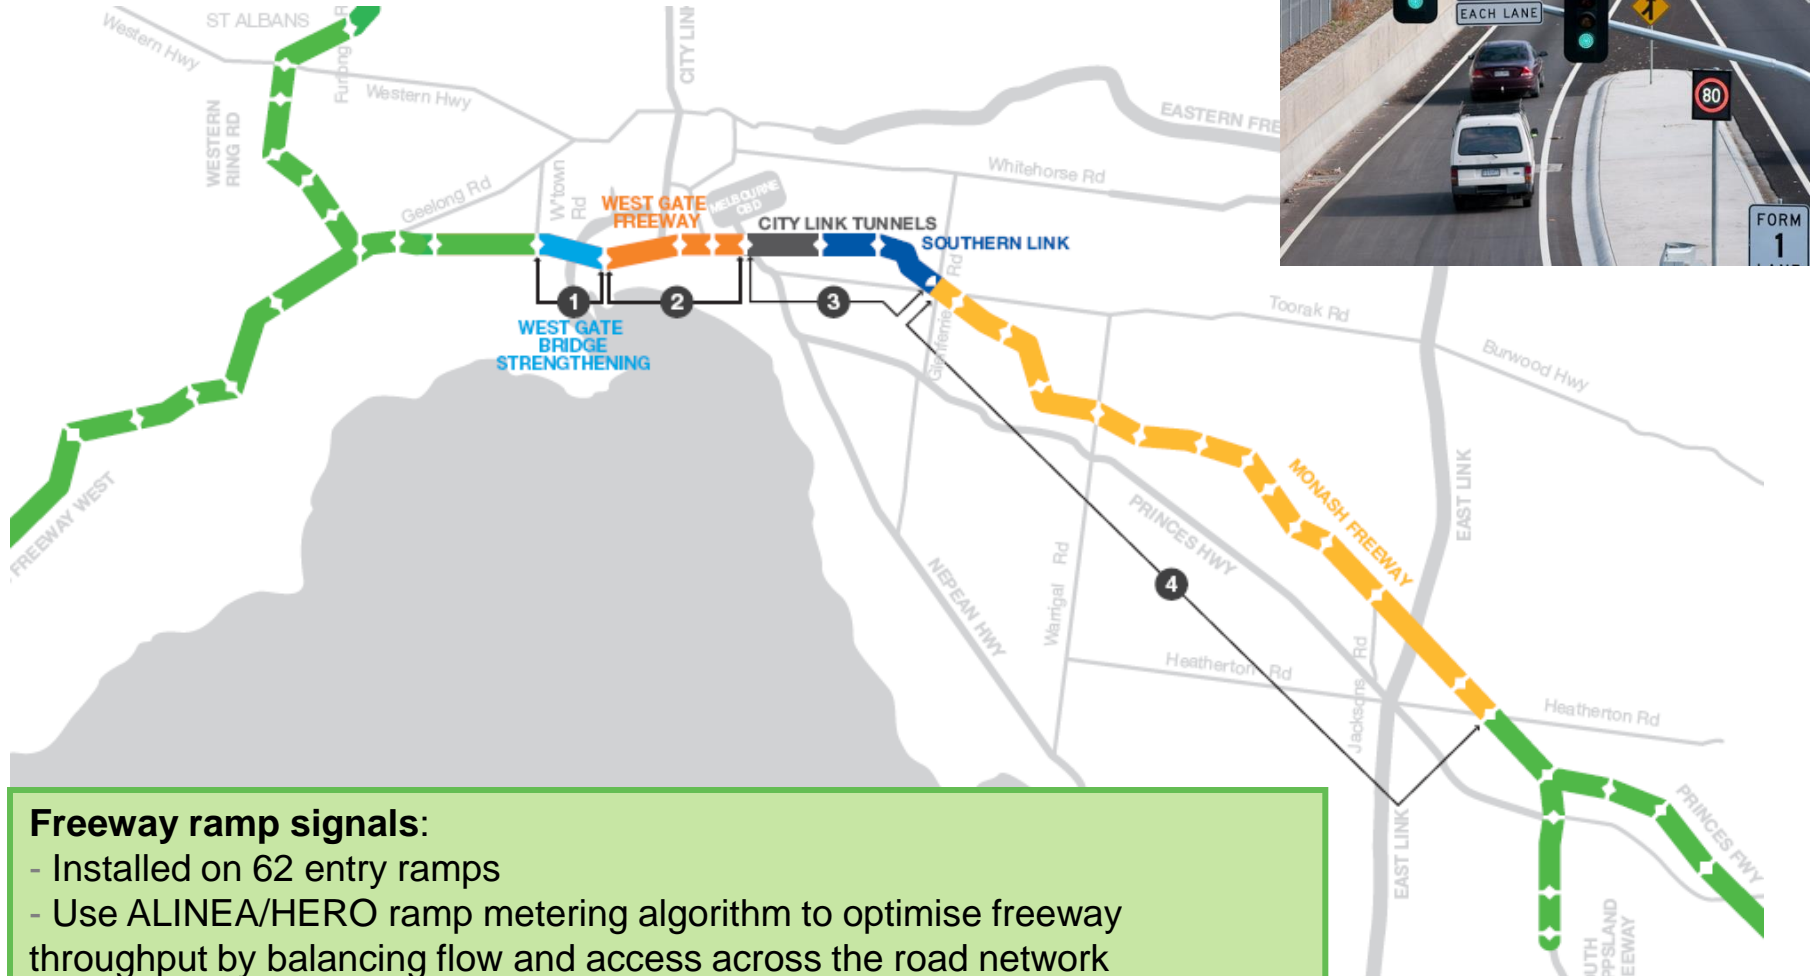 ST ALBANS
Western Hwy
Furlong
CITY LINK
Western Hwy
WESTERN
RING RD
EASTERN FRE
Whitehorse Rd
Geelong Rd
W'town
Rd
WEST GATE
FREEWAY
MELBOURNE
CBD
CITY LINK TUNNELS
SOUTHERN LINK
Rd
Glenferrie
1
2
3
WEST GATE
BRIDGE
STRENGTHENING
Toorak Rd
Burwood Hwy
FREEWAY WEST
MONASH FREEWAY
EAST LINK
PRINCES HWY
NEPEAN HWY
Warrigal Rd
4
Heatherton Rd
Jacksons Rd
Heatherton Rd
EAST LINK
PRINCES FWY
EACH LANE
80
FORM
1
Freeway ramp signals:
- Installed on 62 entry ramps
- Use ALINEA/HERO ramp metering algorithm to optimise freeway
throughput by balancing flow and access across the road network